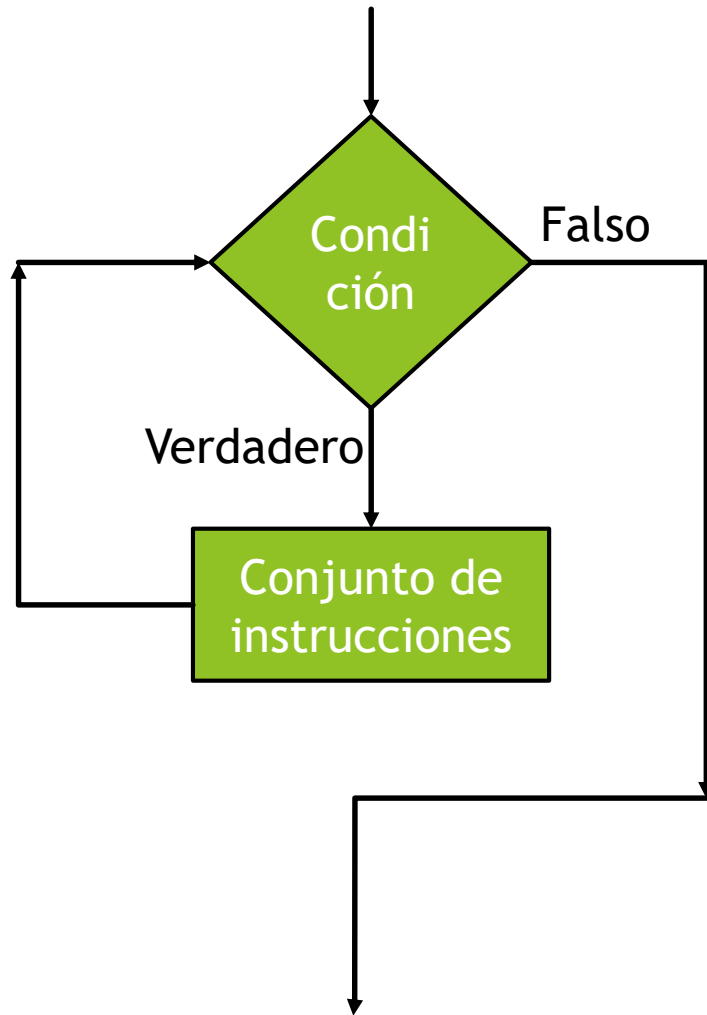 Condi
ción
Falso
Verdadero
Conjunto de
instrucciones